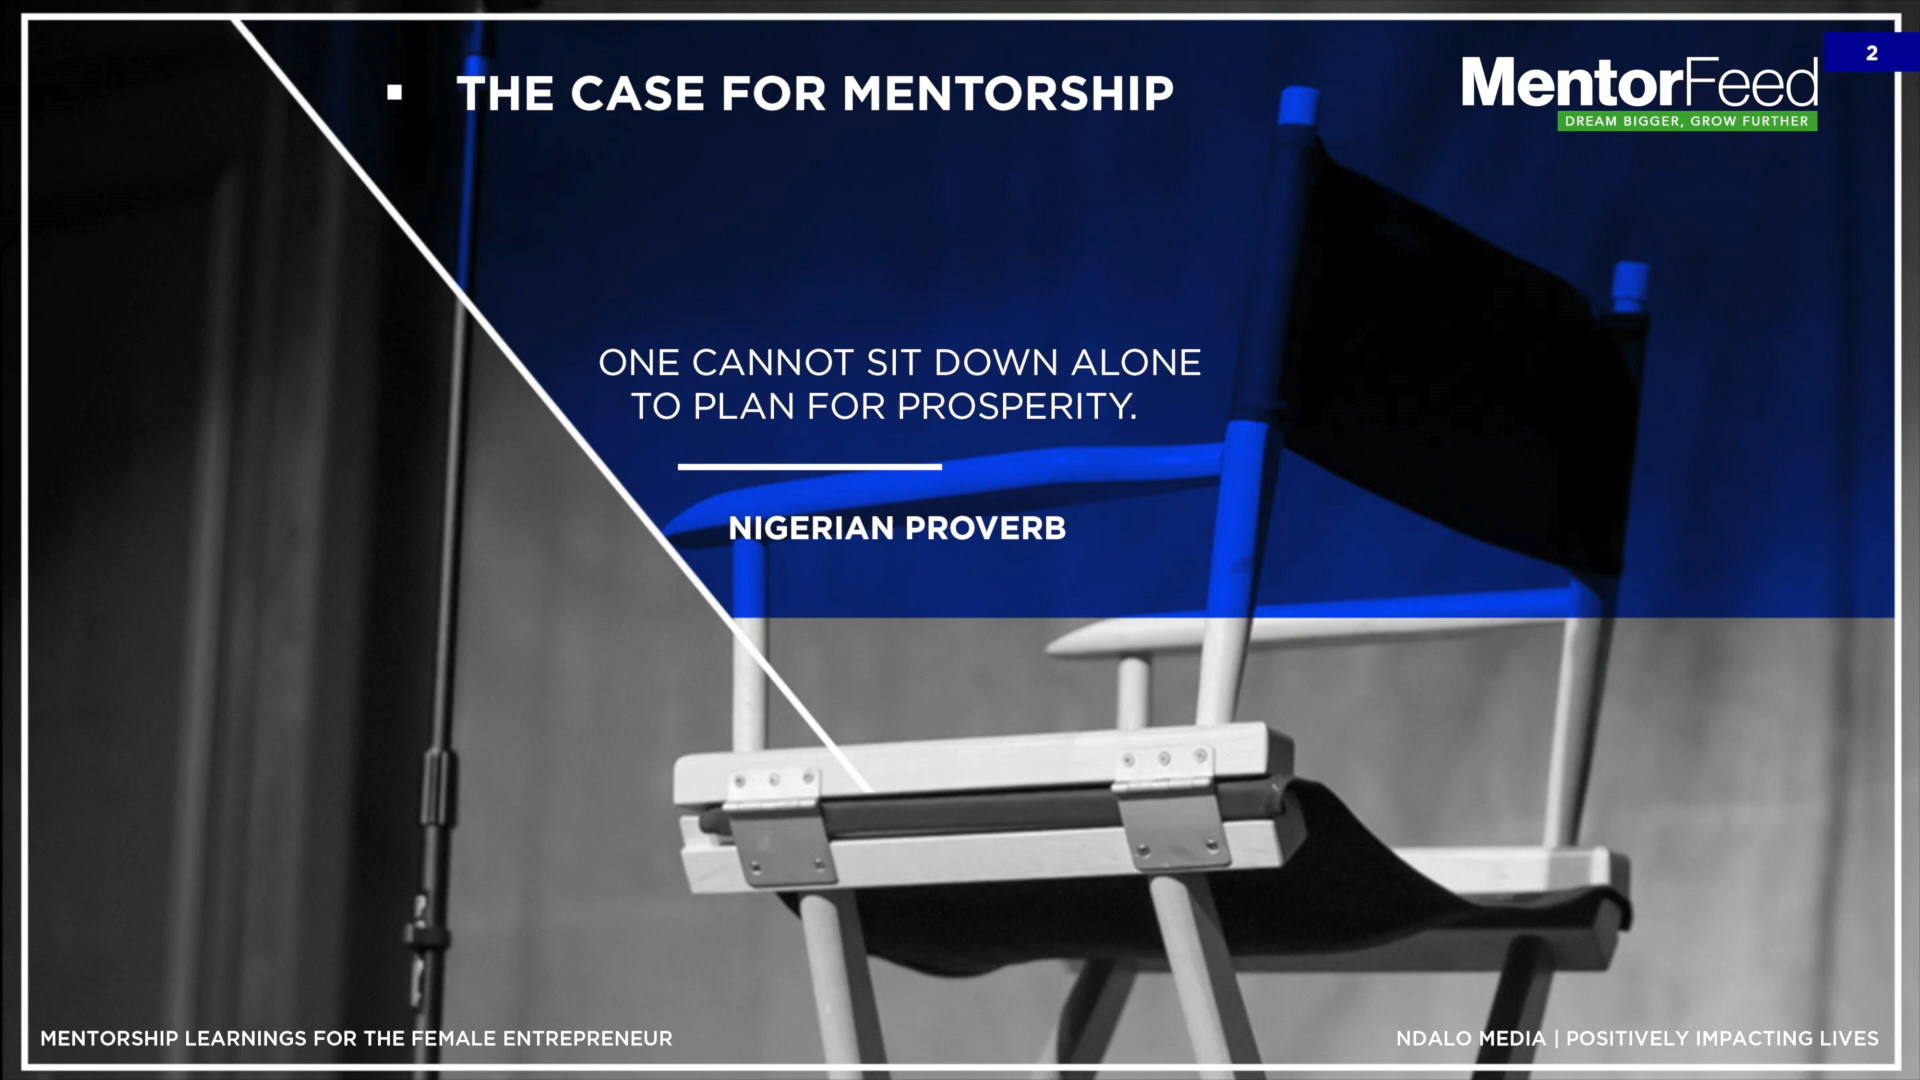 2
▪ THE CASE FOR MENTORSHIP
MentorFeed
DREAM BIGGER, GROW FURTHER
ONE CANNOT SIT DOWN ALONE
TO PLAN FOR PROSPERITY.
NIGERIAN PROVERB
MENTORSHIP LEARNINGS FOR THE FEMALE ENTREPRENEUR
NDALO MEDIA | POSITIVELY IMPACTING LIVES